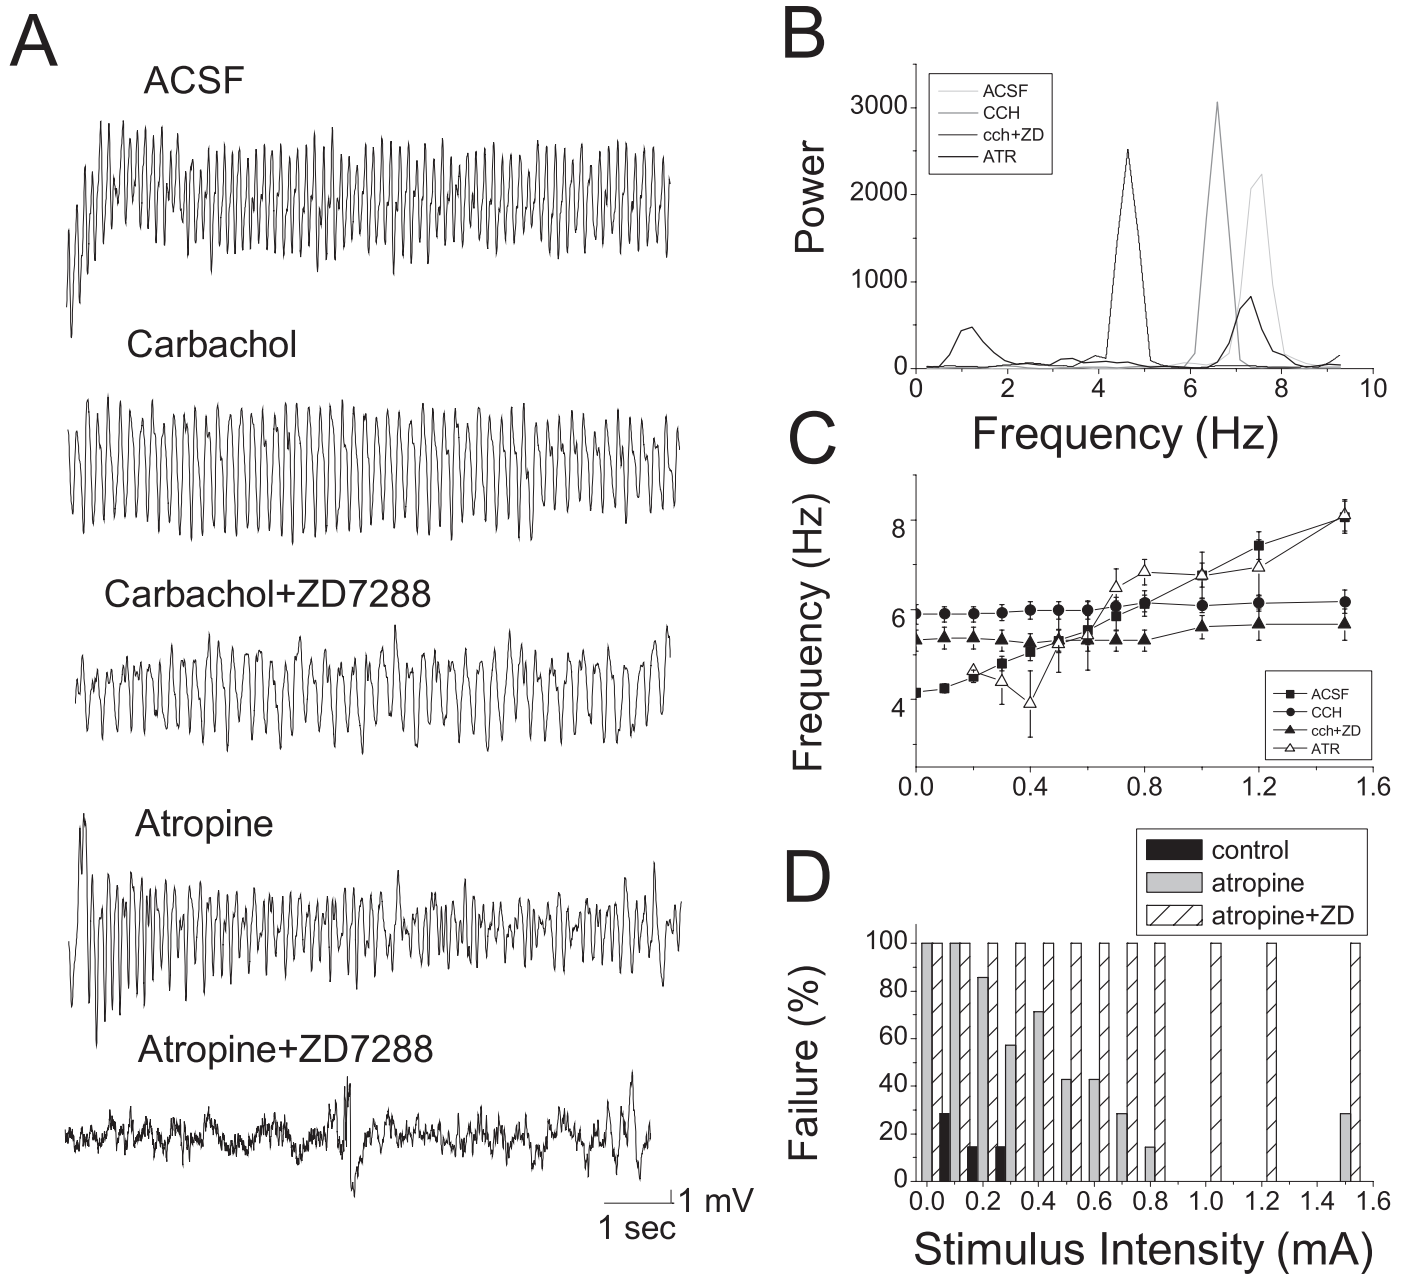 A
ACSF
Carbachol
Carbachol+ZD7288
Atropine
Atropine+ZD7288
1 mV
1 sec
B
ACSF
CCH
cch+ZD
ATR
Power
3000
2000
1000
0
0 2 4 6 8 10
Frequency (Hz)
C
Frequency (Hz)
8
6
4
ACSF
CCH
cch+ZD
ATR
0.0 0.4 0.8 1.2 1.6
D
control
atropine
atropine+ZD
Failure (%)
100
80
60
40
20
0
0.0 0.2 0.4 0.6 0.8 1.0 1.2 1.4 1.6
Stimulus Intensity (mA)